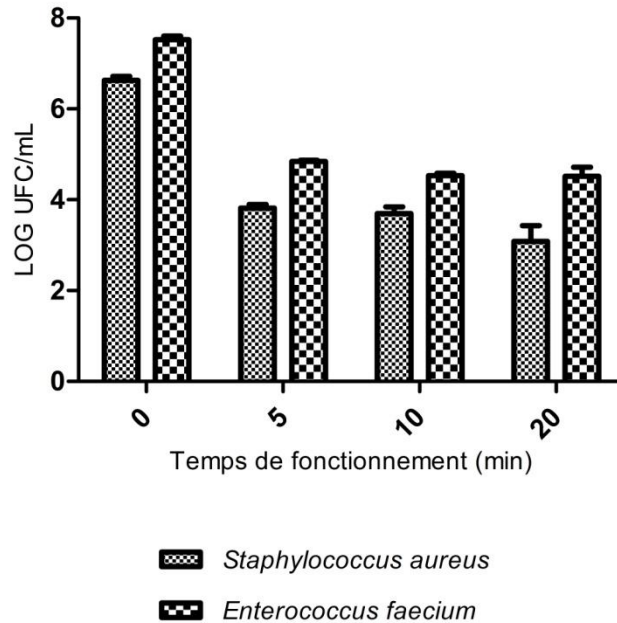 LOG UFC/mL
8
6
4
2
0
0 5 10 20
Temps de fonctionnement (min)
Staphylococcus aureus
Enterococcus faecium